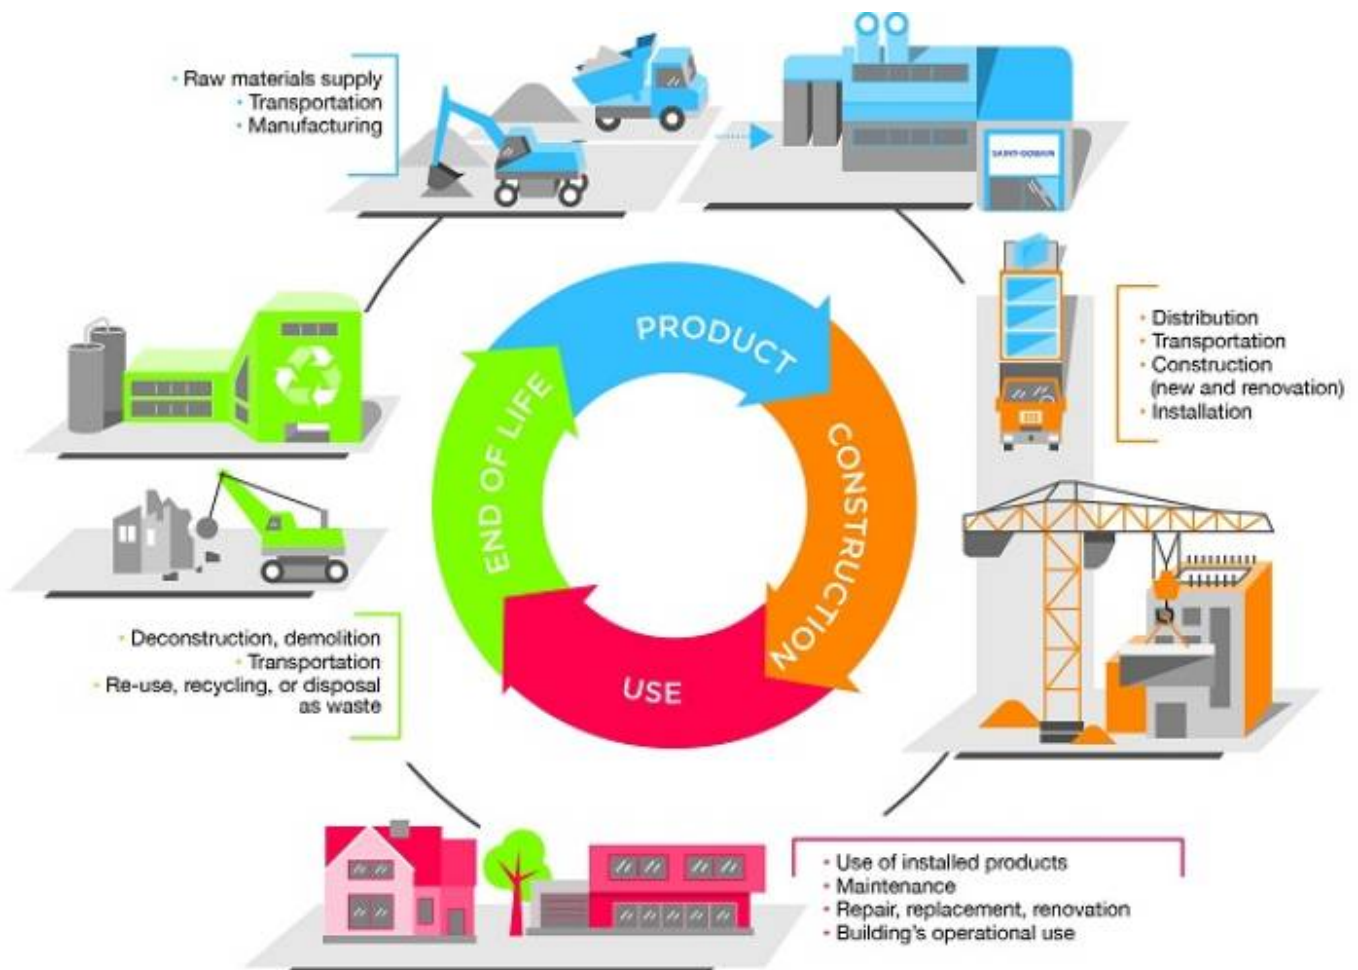 • Raw materials supply
• Transportation
• Manufacturing
SAINT-GOBAIN
PRODUCT
• Distribution
• Transportation
• Construction
(new and renovation)
• Installation
CONSTRUCTION
END OF LIFE
USE
• Deconstruction, demolition
• Transportation
• Re-use, recycling, or disposal
as waste
• Use of installed products
• Maintenance
• Repair, replacement, renovation
• Building's operational use